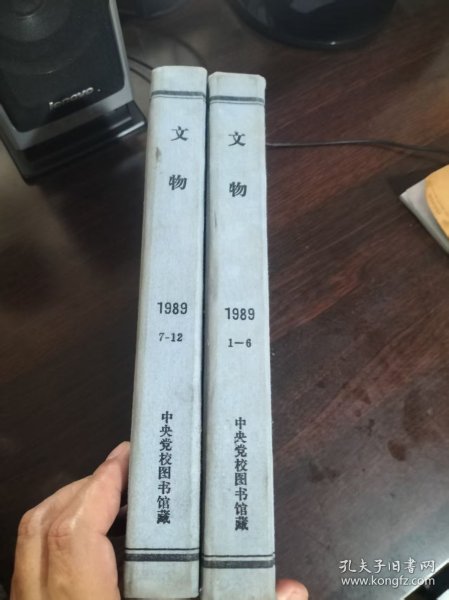 lenovo
文物
1989
7-12
中央党校图书馆藏
文物
1989
1—6
中央党校图书馆藏
孔夫子旧书网
www.kongfz.com